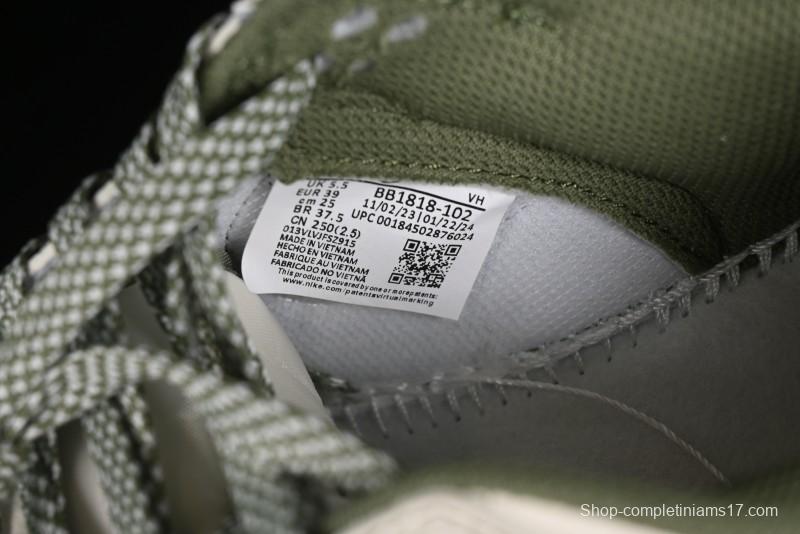 UK 5.5
EUR 39
cm 25
BR 37.5
CN 250(2.5)
013VLVJFSZ915
MADE IN VIETNAM
HECHO EN VIETNAM
FABRIQUE AU VIETNAM
FABRICADO NO VIETNÃ
This product is covered by one or more patents:
www.nike.com/patentsvirtualmarking
VH
BB1818-102
11/02/23|01/22/24
UPC 00184502876024
Shop-completiniams17.com